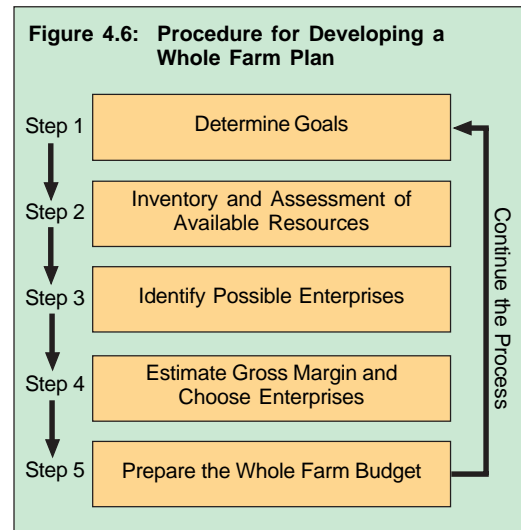 Figure 4.6: Procedure for Developing a
Whole Farm Plan
Step 1
Determine Goals
Step 2
Inventory and Assessment of
Available Resources
Step 3
Identify Possible Enterprises
Step 4
Estimate Gross Margin and
Choose Enterprises
Step 5
Prepare the Whole Farm Budget
Continue the Process